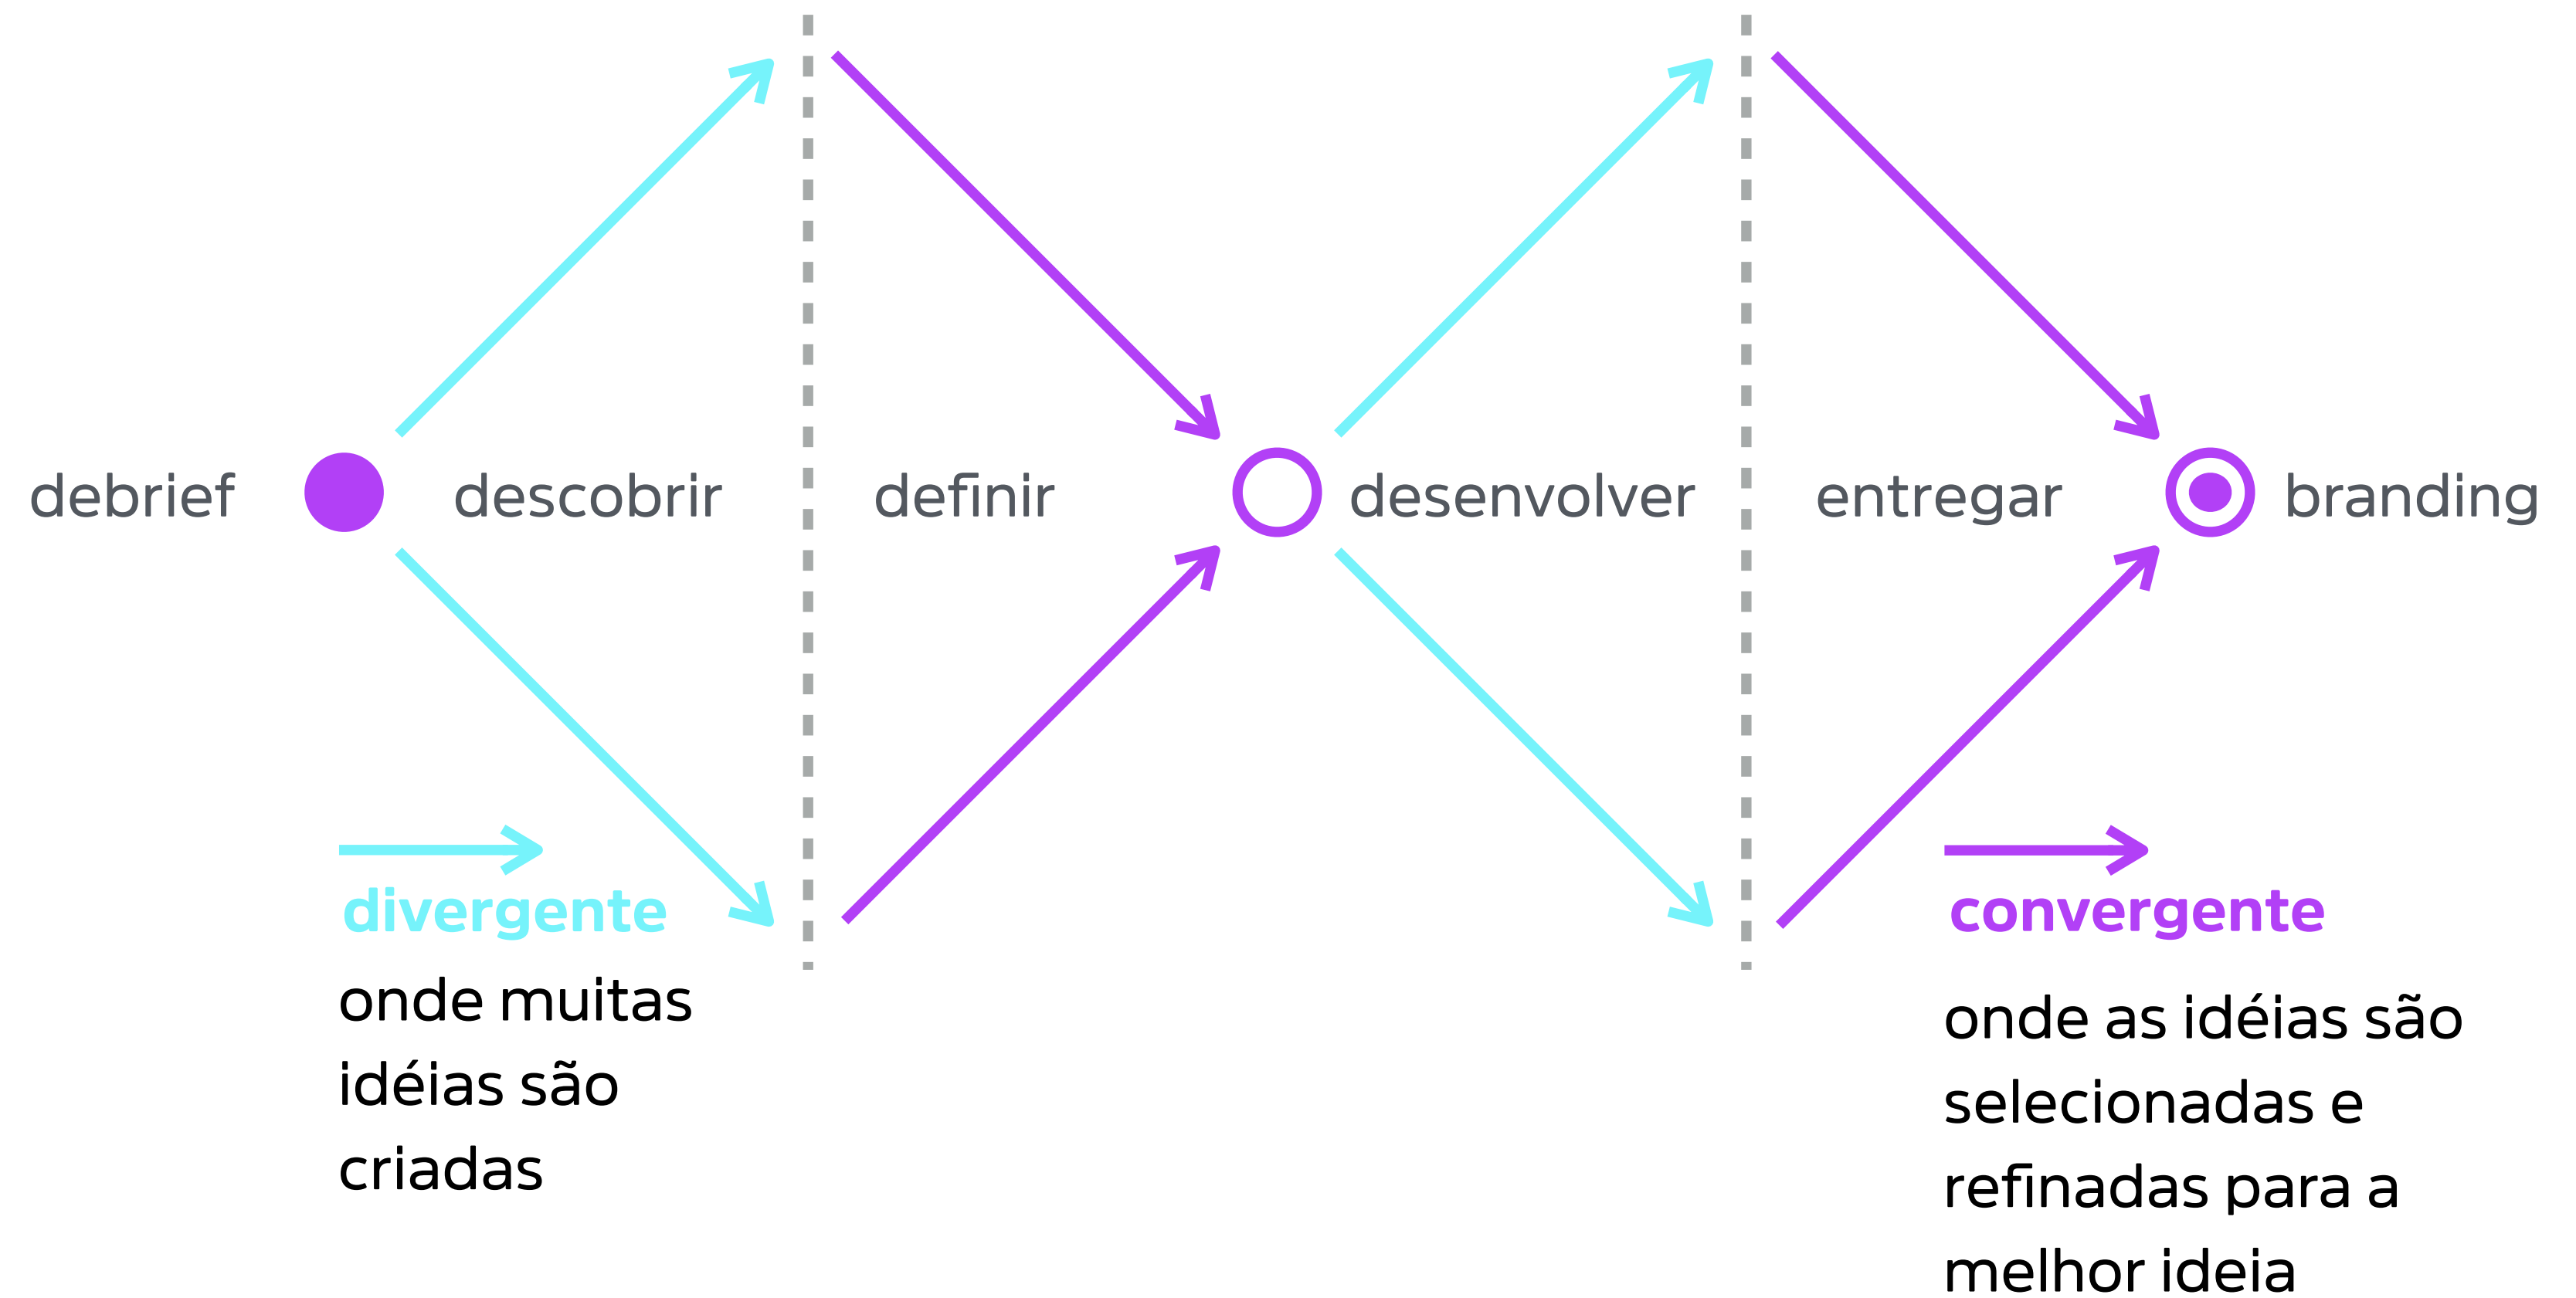 debrief
descobrir
definir
desenvolver
entregar
branding
divergente
onde muitas
idéias são
criadas
convergente
onde as idéias são
selecionadas e
refinadas para a
melhor ideia